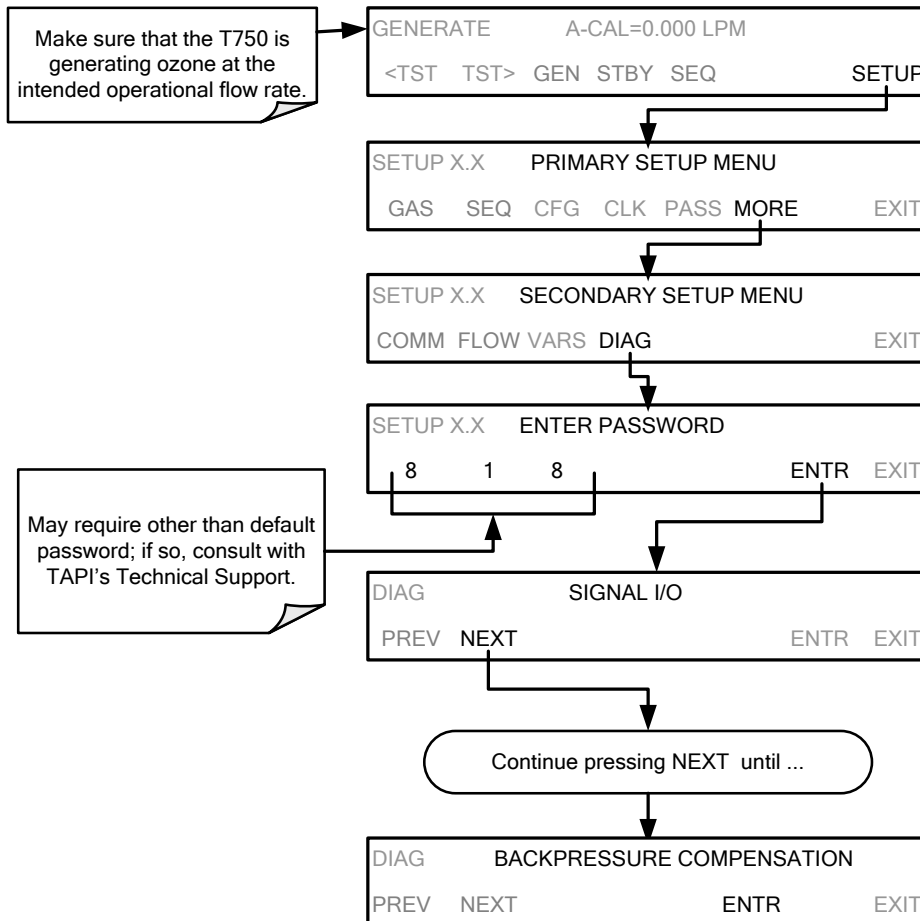 Make sure that the T750 is
generating ozone at the
intended operational flow rate.
GENERATE A-CAL=0.000 LPM
<TST TST> GEN STBY SEQ SETUP
SETUP X.X PRIMARY SETUP MENU
GAS SEQ CFG CLK PASS MORE EXIT
SETUP X.X SECONDARY SETUP MENU
COMM FLOW VARS DIAG EXIT
SETUP X.X ENTER PASSWORD
8 1 8 ENTR EXIT
May require other than default
password; if so, consult with
TAPI's Technical Support.
DIAG SIGNAL I/O
PREV NEXT ENTR EXIT
Continue pressing NEXT until ...
DIAG BACKPRESSURE COMPENSATION
PREV NEXT ENTR EXIT